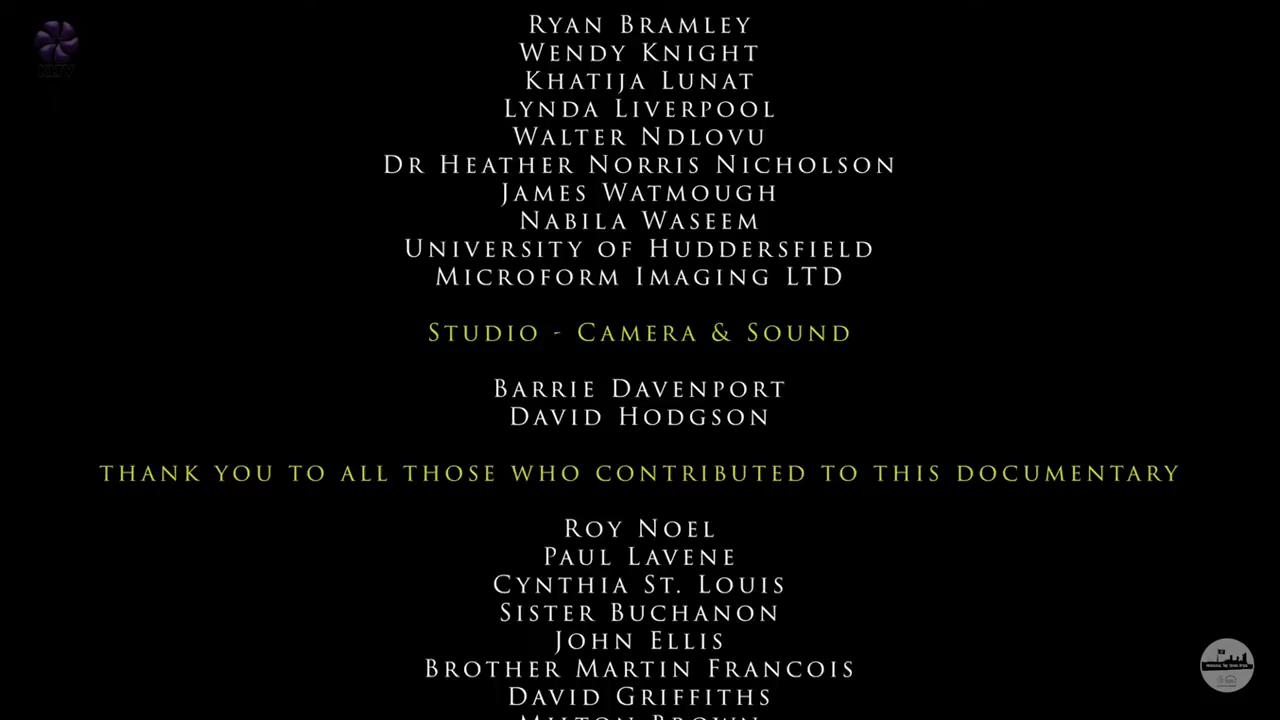 Ryan Bramley
Wendy Knight
Khatija Lunat
Lynda Liverpool
Walter Ndlovu
Dr Heather Norris Nicholson
James Watmough
Nabila Waseem
University of Huddersfield
Microform Imaging LTD
Studio - Camera & Sound
Barrie Davenport
David Hodgson
THANK YOU TO ALL THOSE WHO CONTRIBUTED TO THIS DOCUMENTARY
Roy Noel
Paul Lavene
Cynthia St. Louis
Sister Buchanon
John Ellis
Brother Martin Francois
David Griffiths
Milton Brown
KLTV